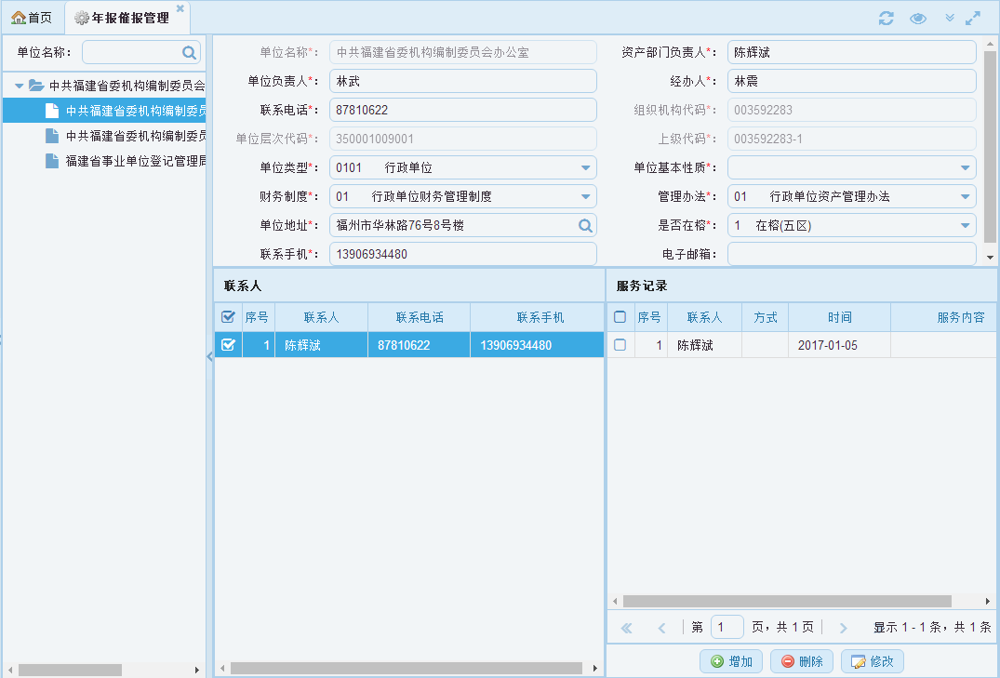 首页 年报催报管理
单位名称：
中共福建省委机构编制委员会
中共福建省委机构编制委员
中共福建省委机构编制委员
福建省事业单位登记管理局
单位名称*： 中共福建省委机构编制委员会办公室 资产部门负责人*： 陈辉斌
单位负责人*： 林武 经办人*： 林震
联系电话*： 87810622 组织机构代码*： 003592283
单位层次代码*： 350001009001 上级代码*： 003592283-1
单位类型*： 0101 行政单位 单位基本性质*：
财务制度*： 01 行政单位财务管理制度 管理办法*： 01 行政单位资产管理办法
单位地址*： 福州市华林路76号8号楼 是否在榕*： 1 在榕(五区)
联系手机*： 13906934480 电子邮箱：
联系人
序号 联系人 联系电话 联系手机
1 陈辉斌 87810622 13906934480
服务记录
序号 联系人 方式 时间 服务内容
1 陈辉斌 2017-01-05
第 1 页，共 1 页 显示 1 - 1 条，共 1 条
增加 删除 修改